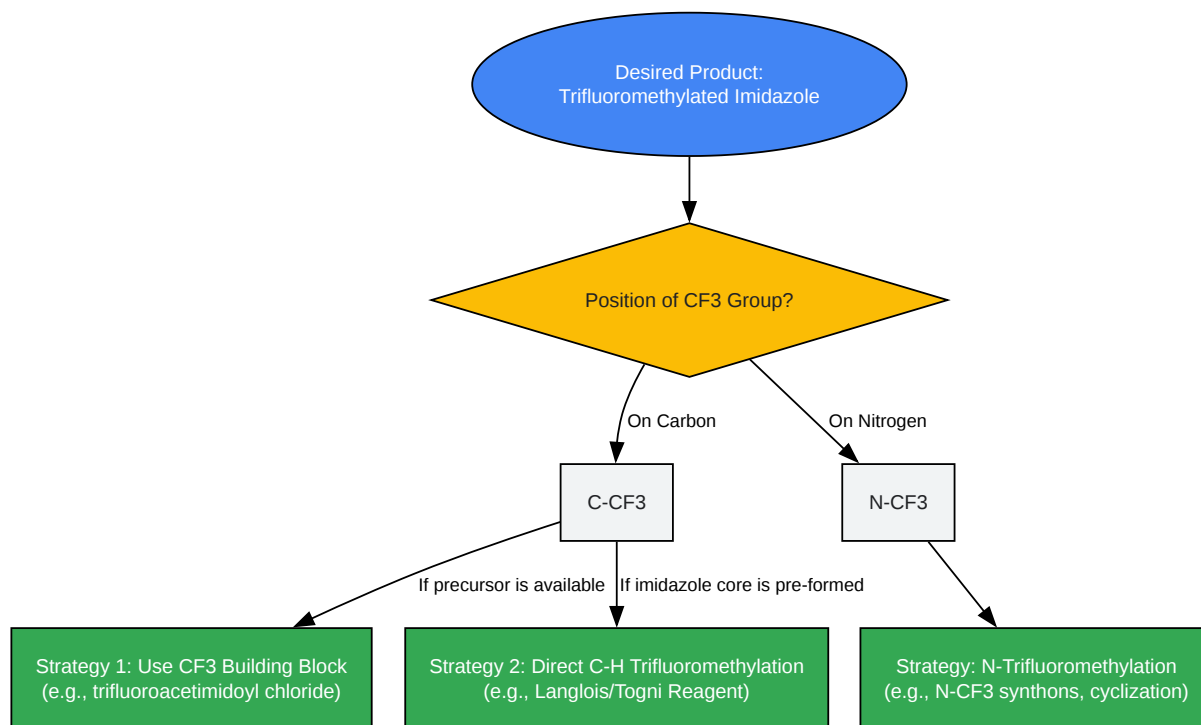 Desired Product:
Trifluoromethylated Imidazole
Position of CF3 Group?
On Carbon
On Nitrogen
C-CF3
N-CF3
If precursor is available
If imidazole core is pre-formed
Strategy 1: Use CF3 Building Block
(e.g., trifluoroacetimidoyl chloride)
Strategy 2: Direct C-H Trifluoromethylation
(e.g., Langlois/Togni Reagent)
Strategy: N-Trifluoromethylation
(e.g., N-CF3 synthons, cyclization)